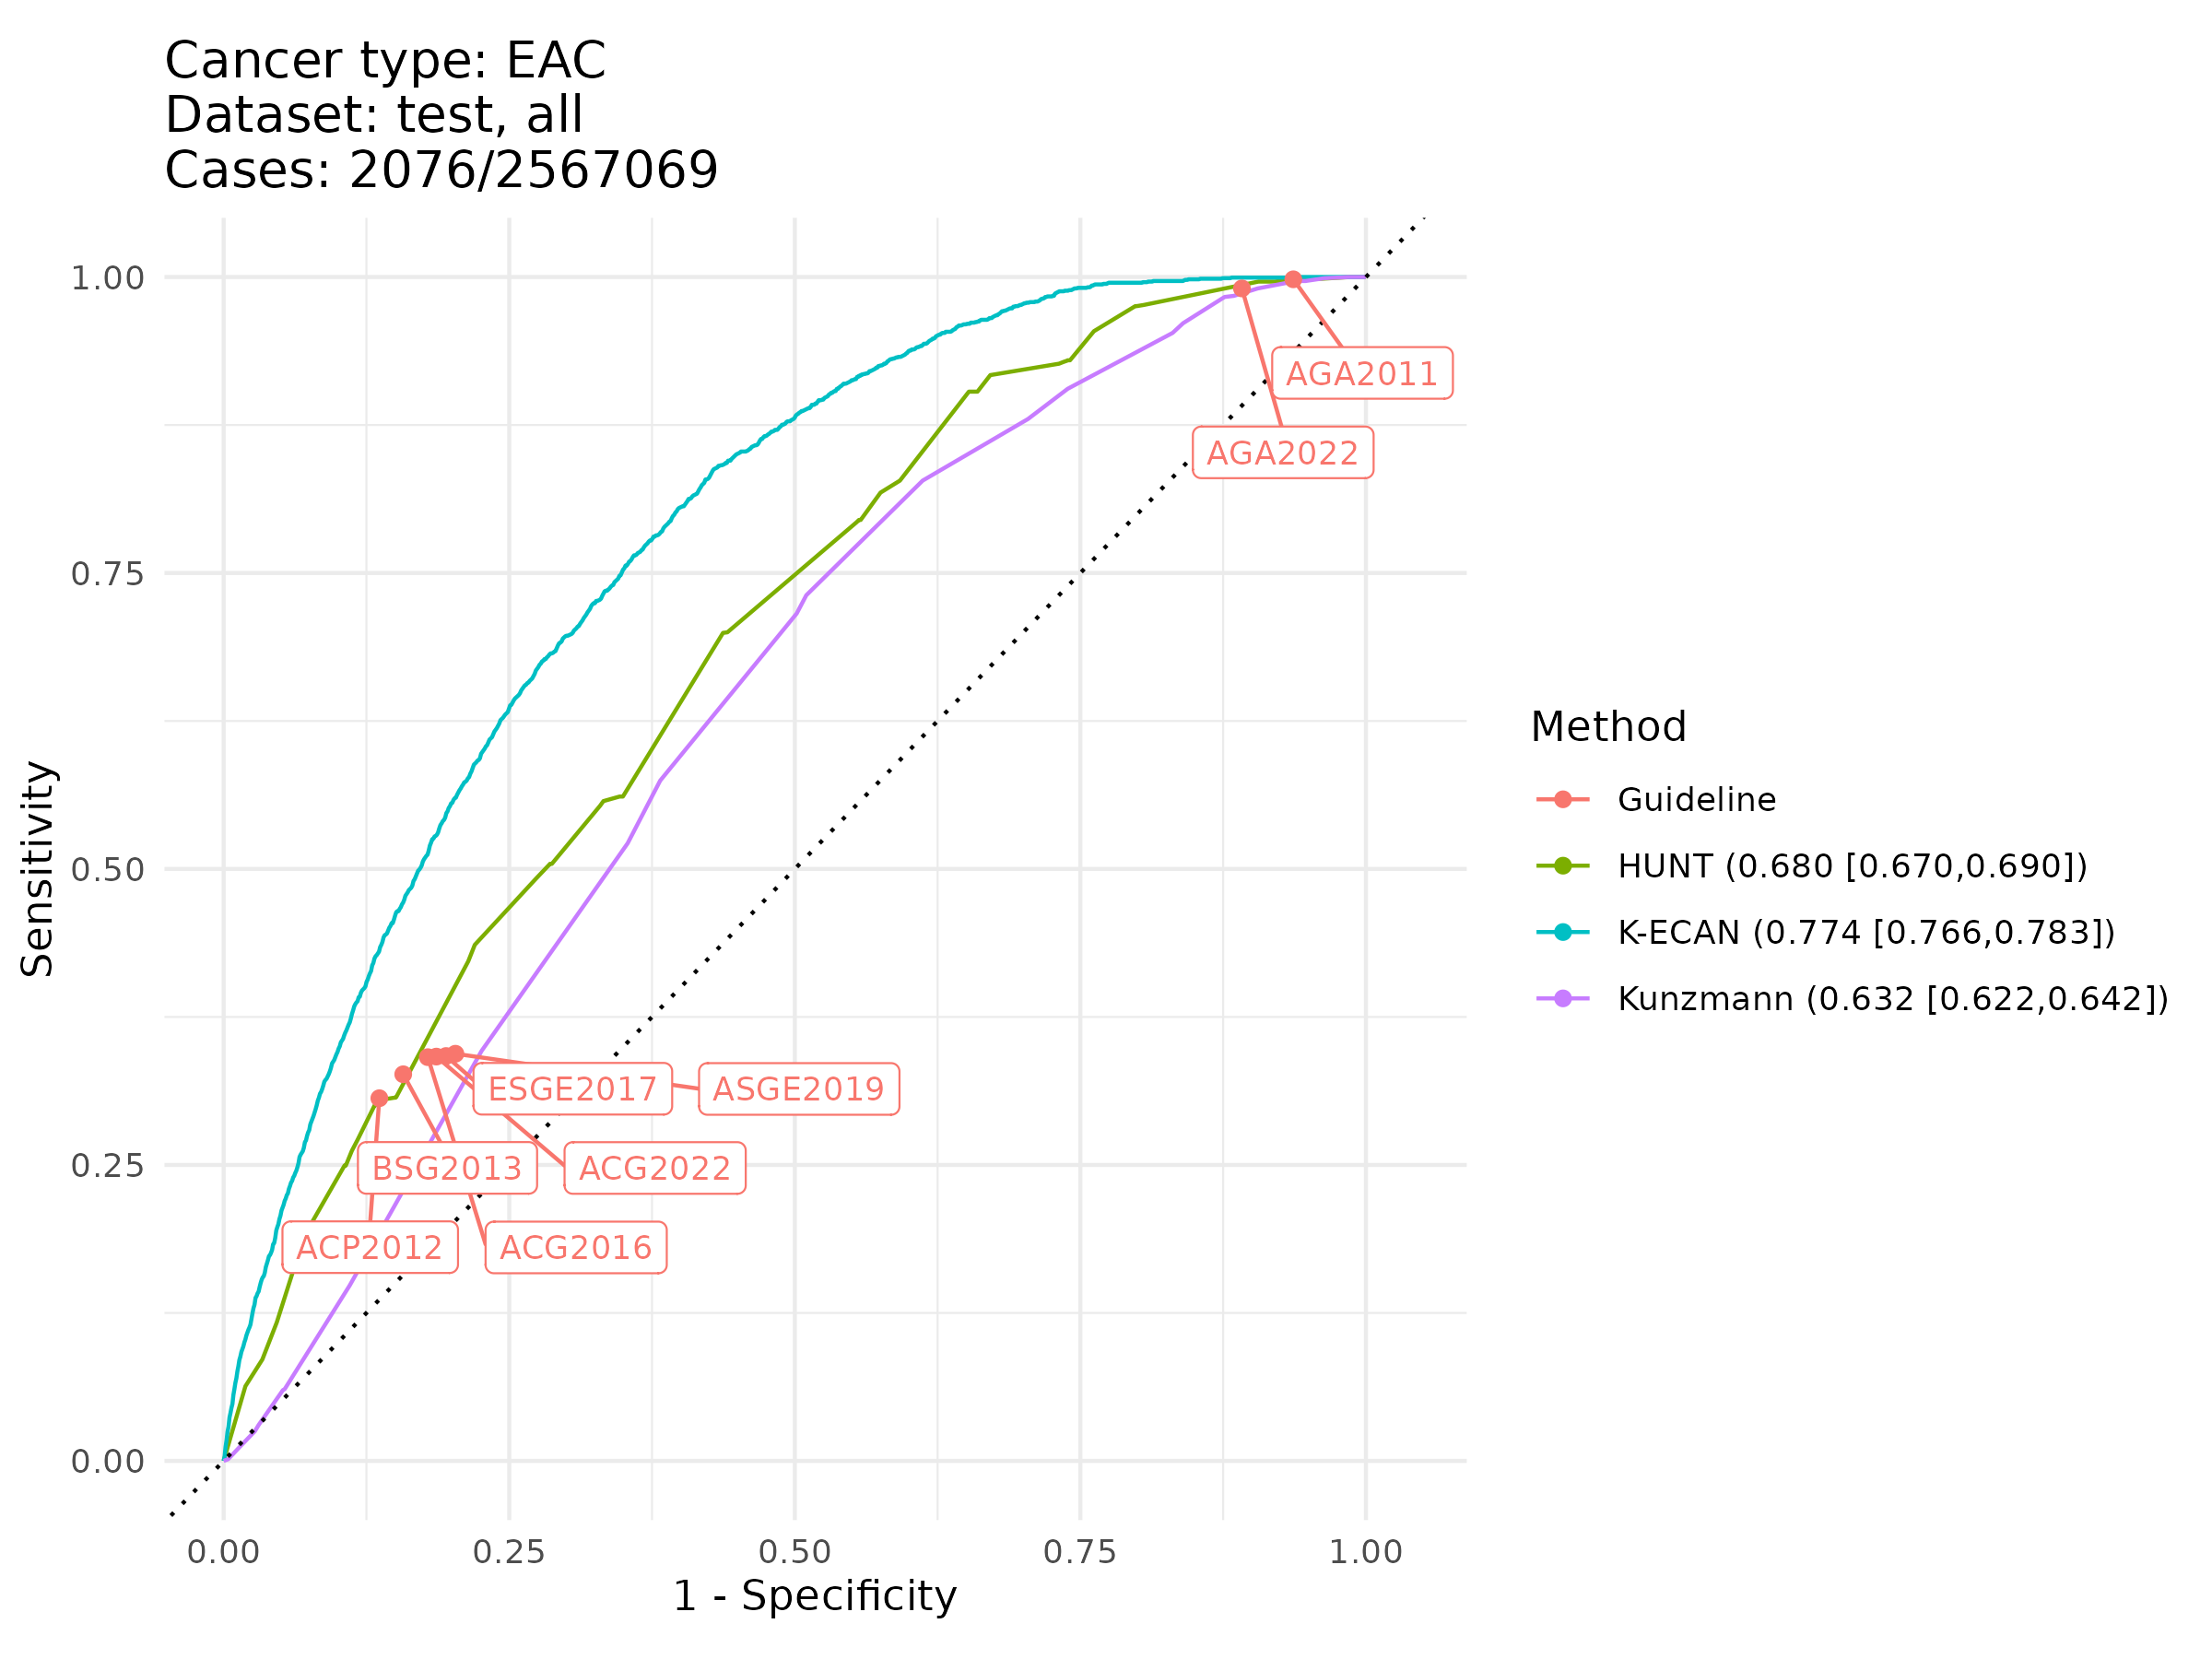 Cancer type: EAC
Dataset: test, all
Cases: 2076/2567069
Sensitivity
1.00
0.75
0.50
0.25
0.00
AGA2011
AGA2022
ESGE2017
ASGE2019
BSG2013
ACG2022
ACP2012
ACG2016
0.00
0.25
0.50
0.75
1.00
1 - Specificity
Method
Guideline
HUNT (0.680 [0.670,0.690])
K-ECAN (0.774 [0.766,0.783])
Kunzmann (0.632 [0.622,0.642])